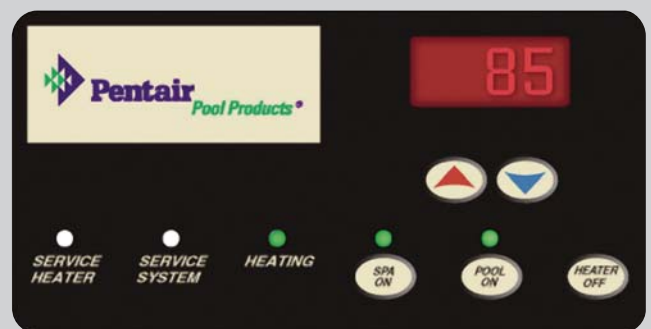 Pentair
Pool Products®
85
SERVICE
HEATER
SERVICE
SYSTEM
HEATING
SPA
ON
POOL
ON
HEATER
OFF